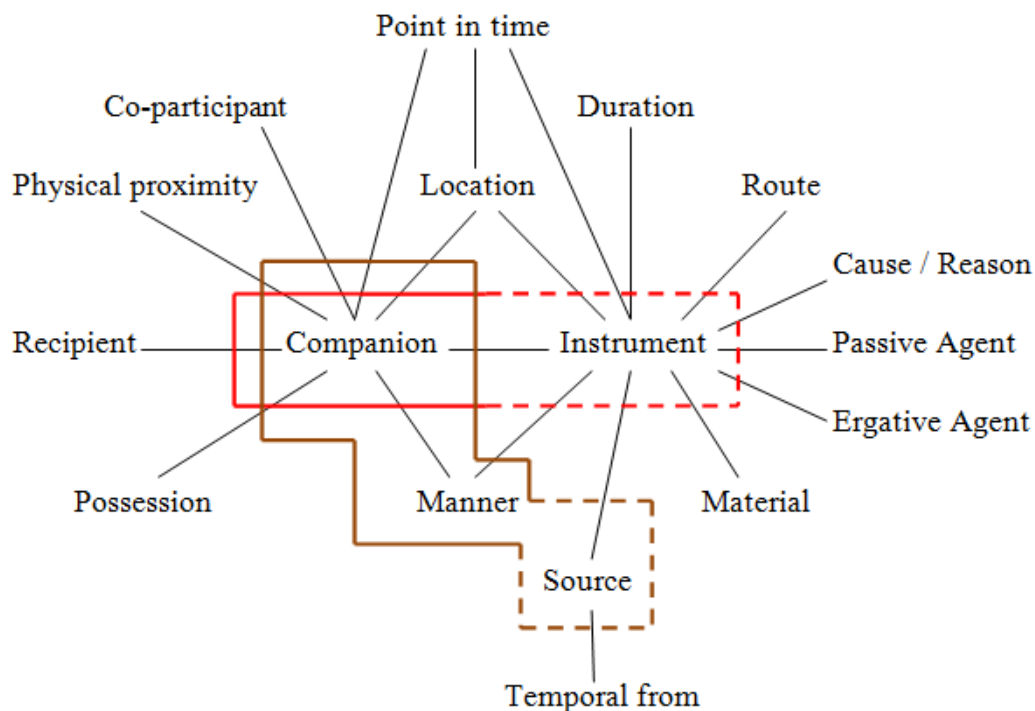 Point in time
Co-participant
Duration
Physical proximity
Location
Route
Cause / Reason
Recipient
Companion
Instrument
Passive Agent
Ergative Agent
Possession
Manner
Material
Source
Temporal from